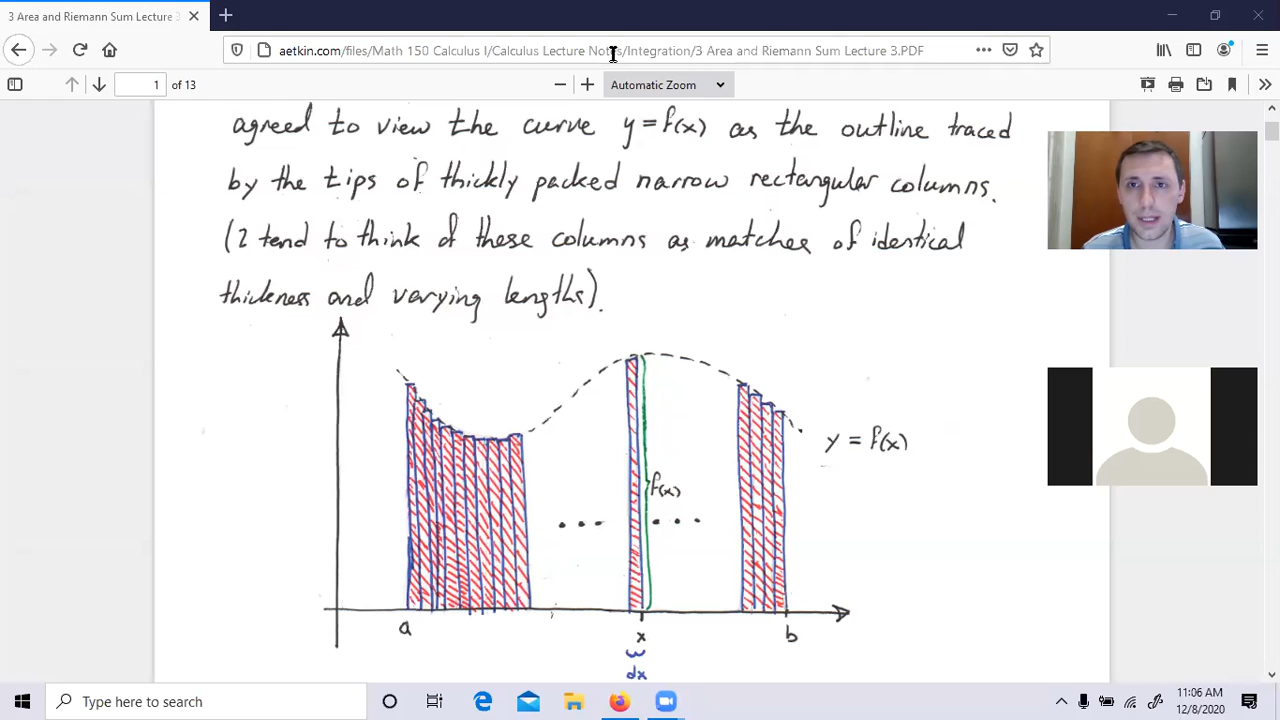 3 Area and Riemann Sum Lecture 3
aetkin.com/files/Math 150 Calculus I/Calculus Lecture Notes/Integration/3 Area and Riemann Sum Lecture 3.PDF
1 of 13
Automatic Zoom
agreed to view the curve y=f(x) as the outline traced
by the tips of thickly packed narrow rectangular columns.
(I tend to think of these columns as matches of identical
thickness and varying lengths).
y = f(x)
f(x)
a
x
b
dx
Type here to search
11:06 AM
12/8/2020